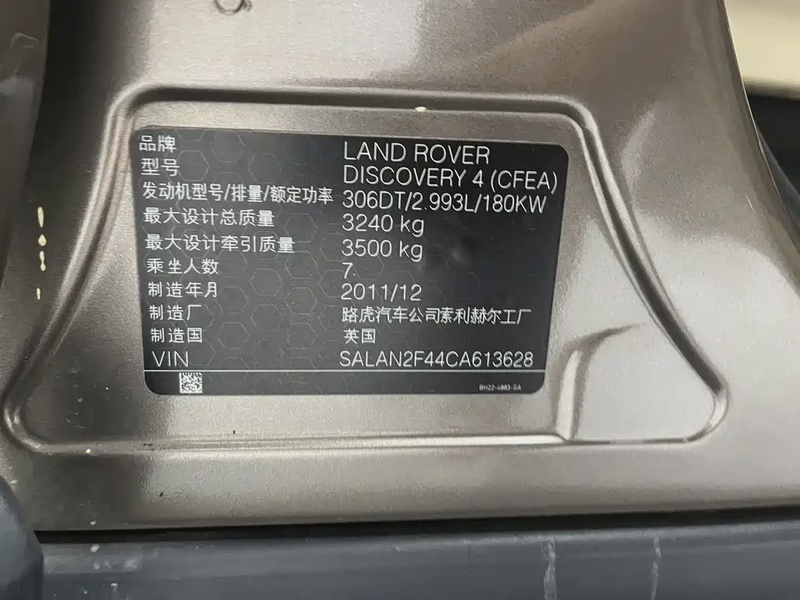 品牌 LAND ROVER
型号 DISCOVERY 4 (CFEA)
发动机型号/排量/额定功率 306DT/2.993L/180KW
最大设计总质量 3240 kg
最大设计牵引质量 3500 kg
乘坐人数 7
制造年月 2011/12
制造厂 路虎汽车公司索利赫尔工厂
制造国 英国
VIN SALAN2F44CA613628
BH22-4883-GA